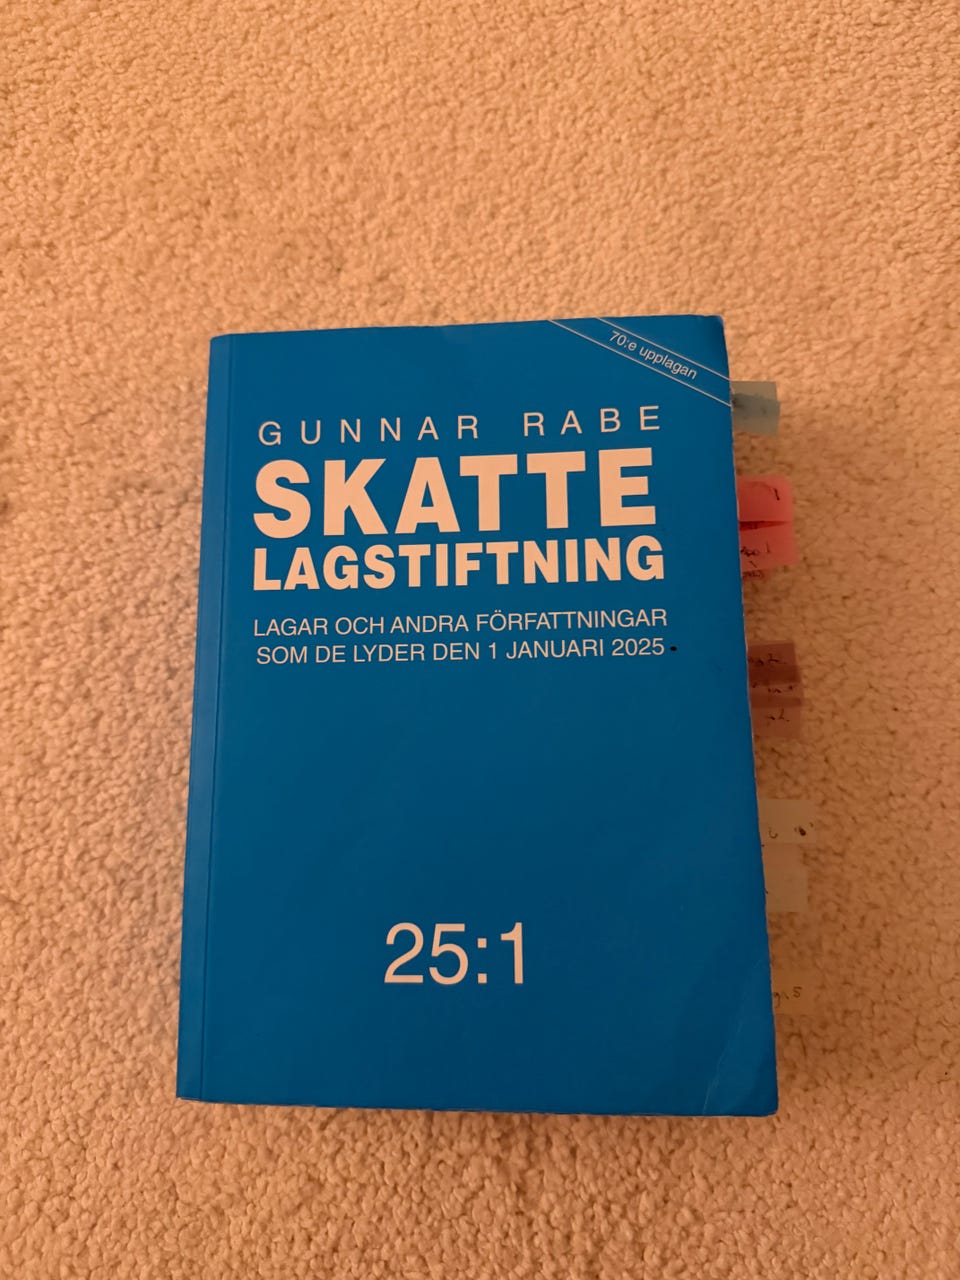 70:e upplagan
GUNNAR RABE
SKATTE
LAGSTIFTNING
LAGAR OCH ANDRA FÖRFATTNINGAR
SOM DE LYDER DEN 1 JANUARI 2025
25:1